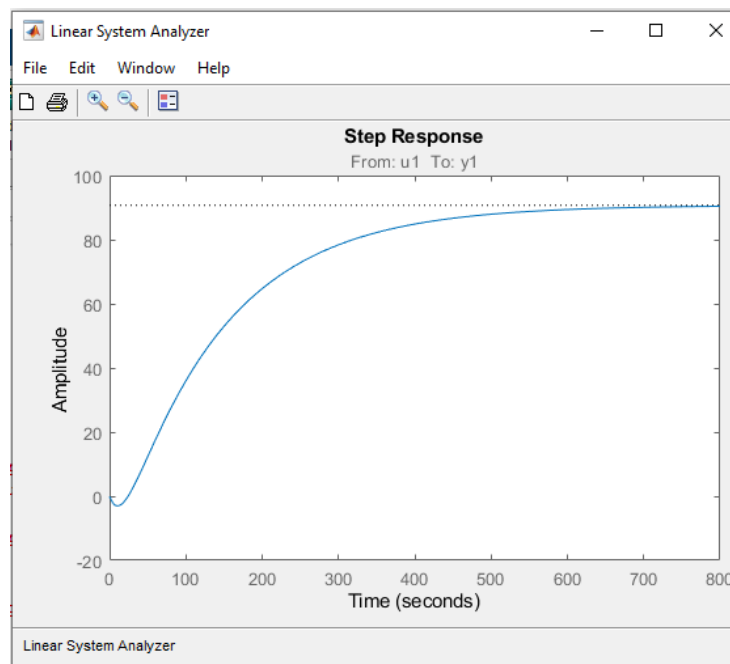 Linear System Analyzer
File Edit Window Help
Step Response
From: u1 To: y1
100
80
60
40
20
0
-20
Amplitude
0 100 200 300 400 500 600 700 800
Time (seconds)
Linear System Analyzer